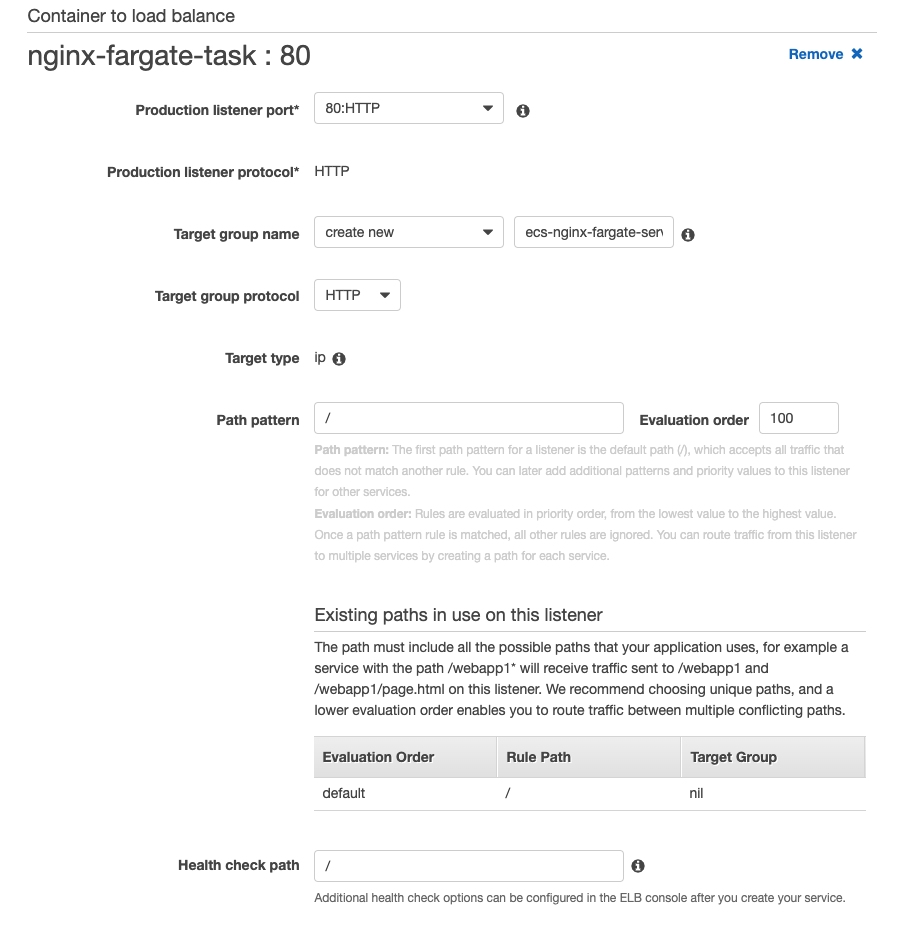 Container to load balance
nginx-fargate-task : 80
Remove ✖
Production listener port*
80:HTTP
Production listener protocol*
HTTP
Target group name
create new
ecs-nginx-fargate-serv
Target group protocol
HTTP
Target type
ip
Path pattern
/
Evaluation order
100
Path pattern: The first path pattern for a listener is the default path (/), which accepts all traffic that
does not match another rule. You can later add additional patterns and priority values to this listener
for other services.
Evaluation order: Rules are evaluated in priority order, from the lowest value to the highest value.
Once a path pattern rule is matched, all other rules are ignored. You can route traffic from this listener
to multiple services by creating a path for each service.
Existing paths in use on this listener
The path must include all the possible paths that your application uses, for example a
service with the path /webapp1* will receive traffic sent to /webapp1 and
/webapp1/page.html on this listener. We recommend choosing unique paths, and a
lower evaluation order enables you to route traffic between multiple conflicting paths.
Evaluation Order Rule Path Target Group
default / nil
Health check path
/
Additional health check options can be configured in the ELB console after you create your service.